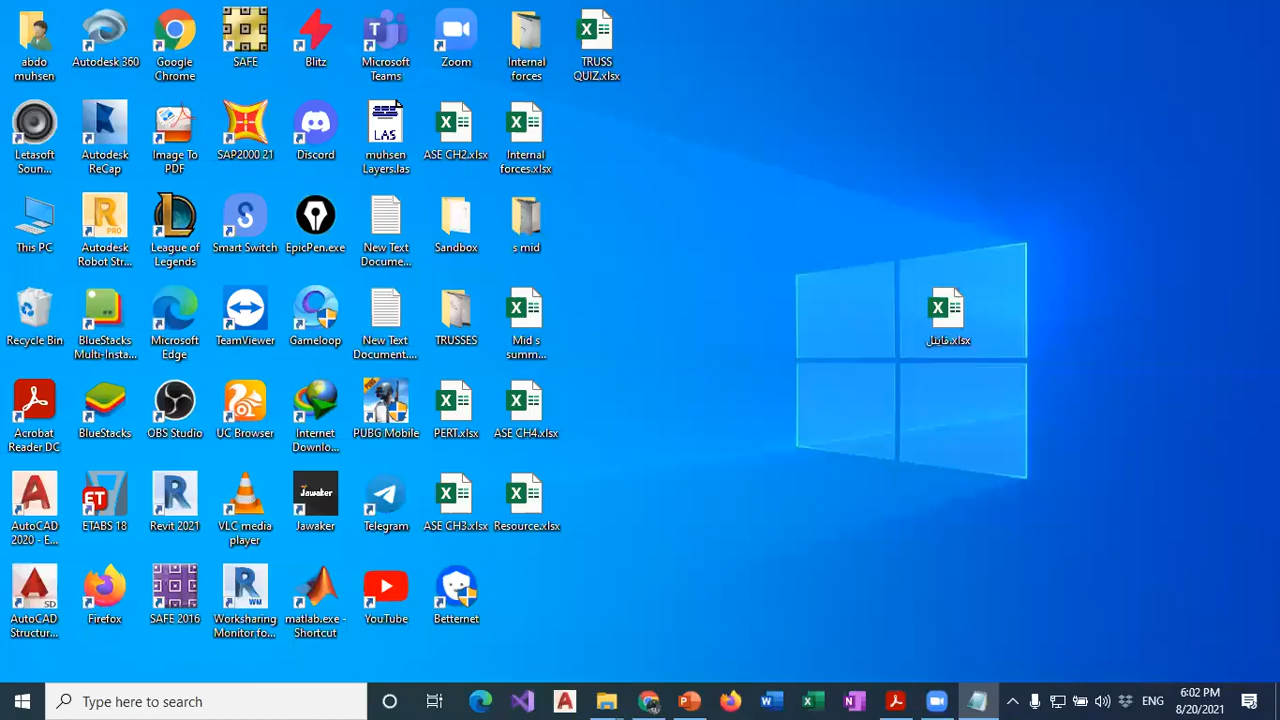 abdo
muhsen
Autodesk 360
Google
Chrome
SAFE
Blitz
Microsoft
Teams
Zoom
Internal
forces
TRUSS
QUIZ.xlsx
Letasoft
Soun...
Autodesk
ReCap
Image To
PDF
SAP2000 21
Discord
LAS
muhsen
Layers.las
ASE CH2.xlsx
Internal
forces.xlsx
This PC
PRO
Autodesk
Robot Str...
League of
Legends
Smart Switch
EpicPen.exe
New Text
Docume...
Sandbox
s mid
Recycle Bin
BlueStacks
Multi-Insta...
Microsoft
Edge
TeamViewer
Gameloop
New Text
Document....
TRUSSES
Mid s
summ...
فاينل.xlsx
Acrobat
Reader DC
BlueStacks
OBS Studio
UC Browser
Internet
Downlo...
PUBG Mobile
PERT.xlsx
ASE CH4.xlsx
AutoCAD
2020 - E...
ET
ETABS 18
Revit 2021
VLC media
player
Jawaker
Jawaker
Telegram
ASE CH3.xlsx
Resource.xlsx
SD
AutoCAD
Structur...
Firefox
SAFE 2016
WM
Worksharing
Monitor fo...
matlab.exe -
Shortcut
YouTube
Betternet
Type here to search
ENG
6:02 PM
8/20/2021